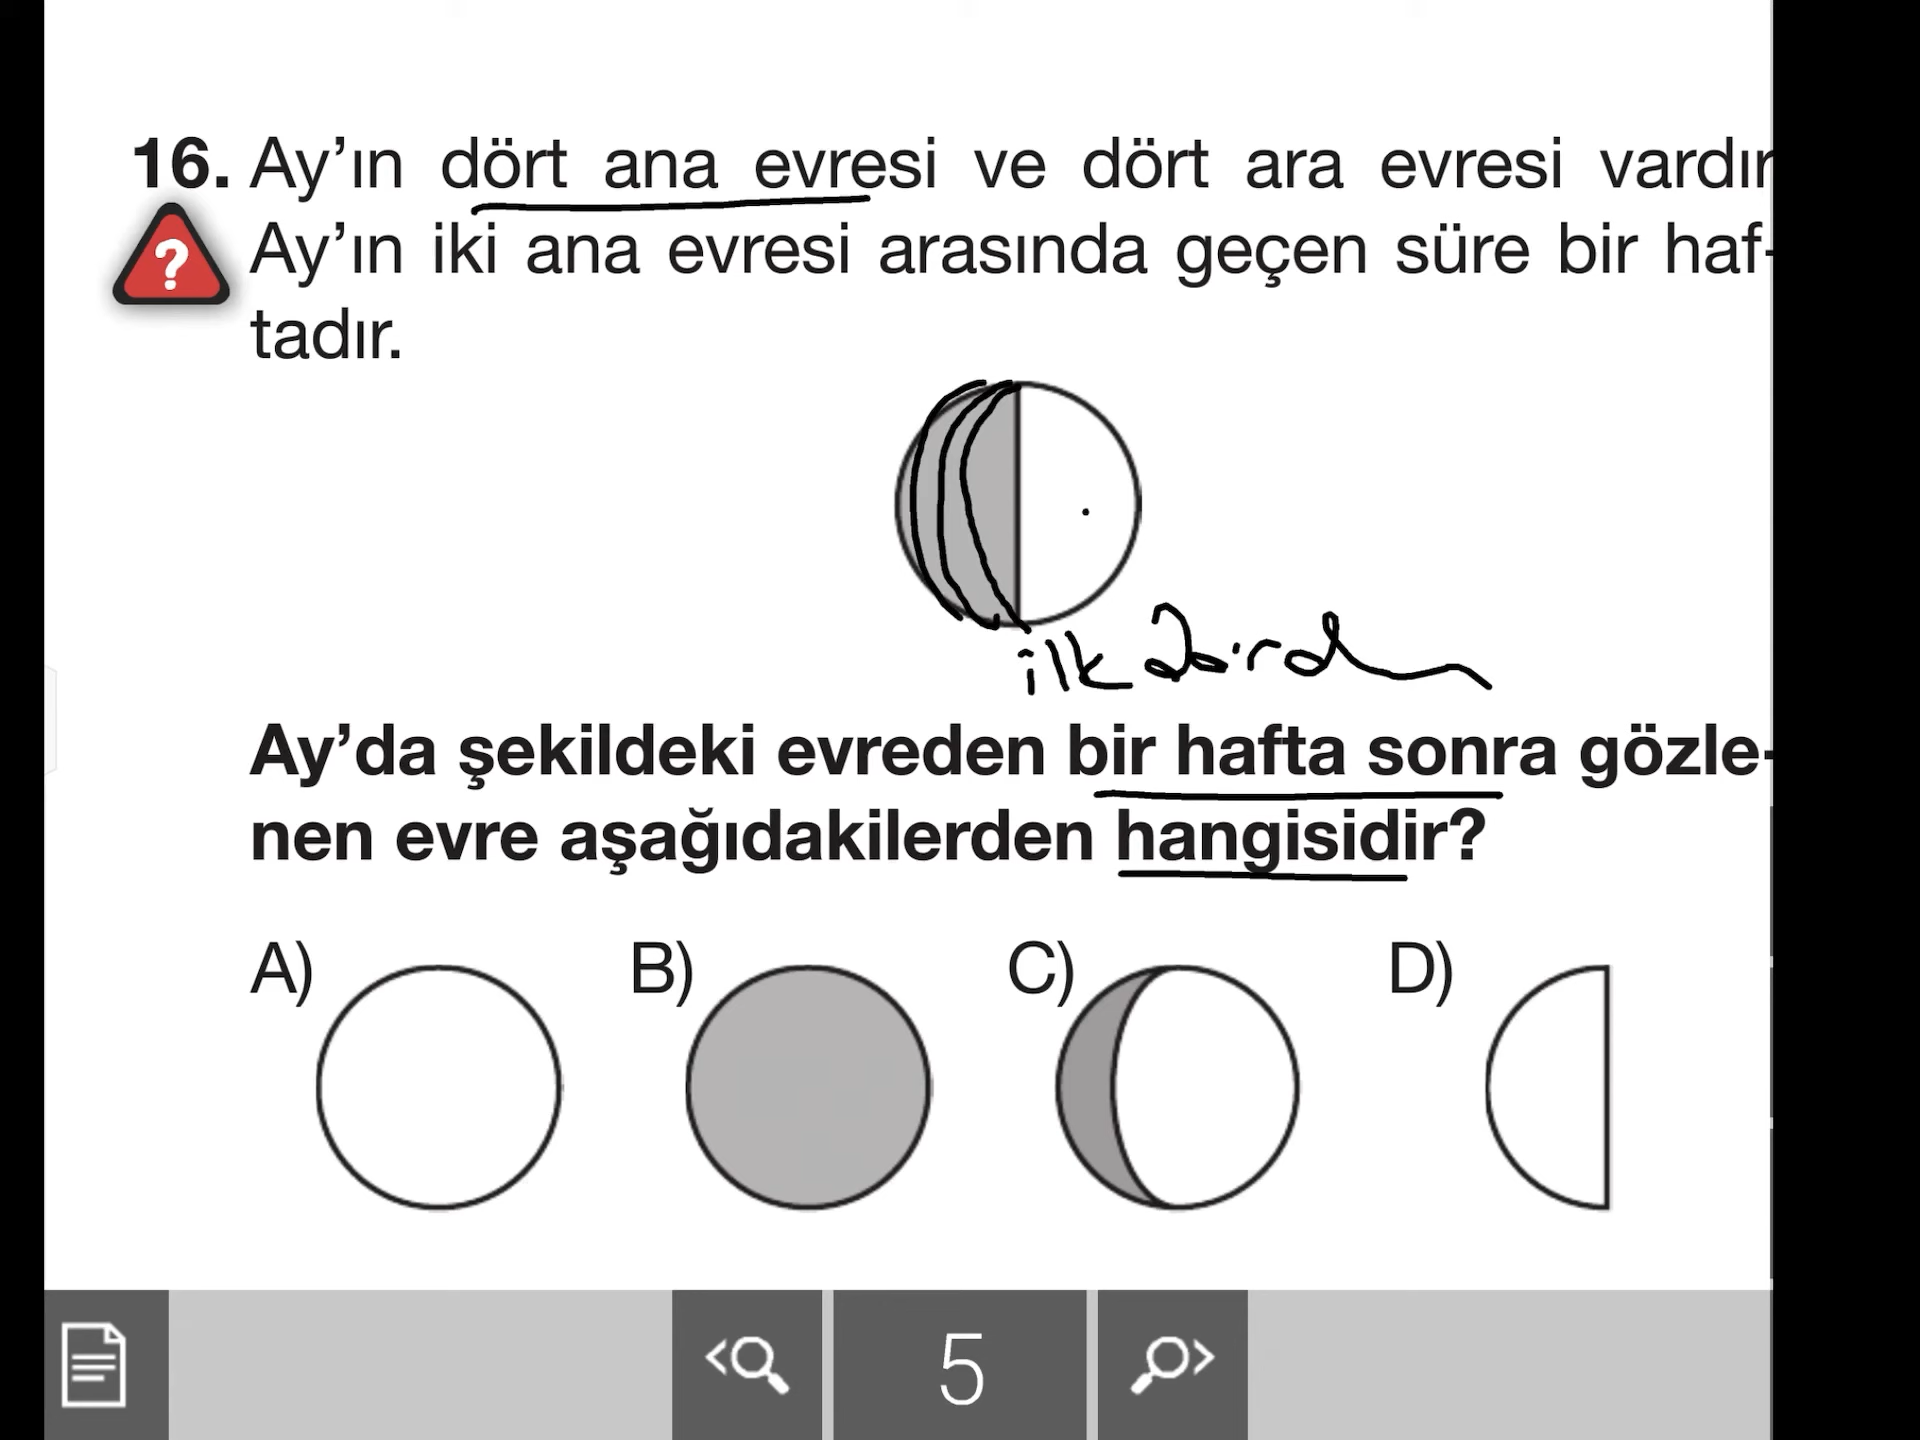 16. Ay'ın dört ana evresi ve dört ara evresi vardır
Ay'ın iki ana evresi arasında geçen süre bir haf-
tadır.
ilk
Ay'da şekildeki evreden bir hafta sonra gözle-
nen evre aşağıdakilerden hangisidir?
A) B) C) D)
5